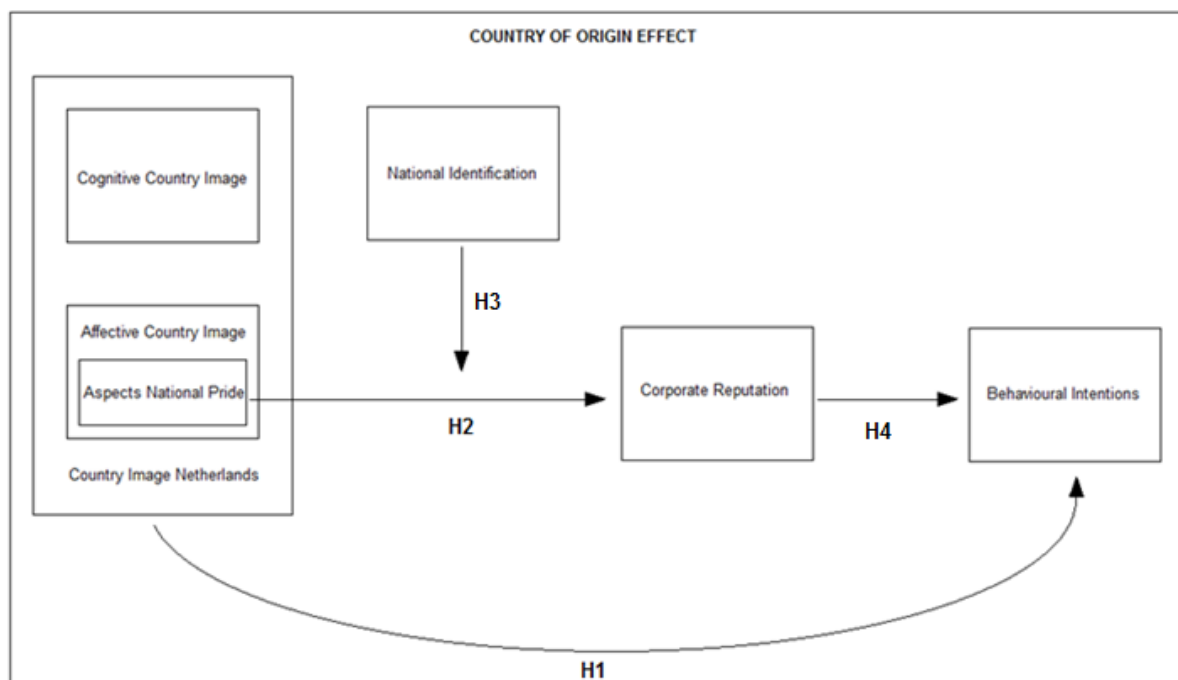 COUNTRY OF ORIGIN EFFECT
Cognitive Country Image
National Identification
H3
Affective Country Image
Aspects National Pride
H2
Corporate Reputation
H4
Behavioural Intentions
Country Image Netherlands
H1